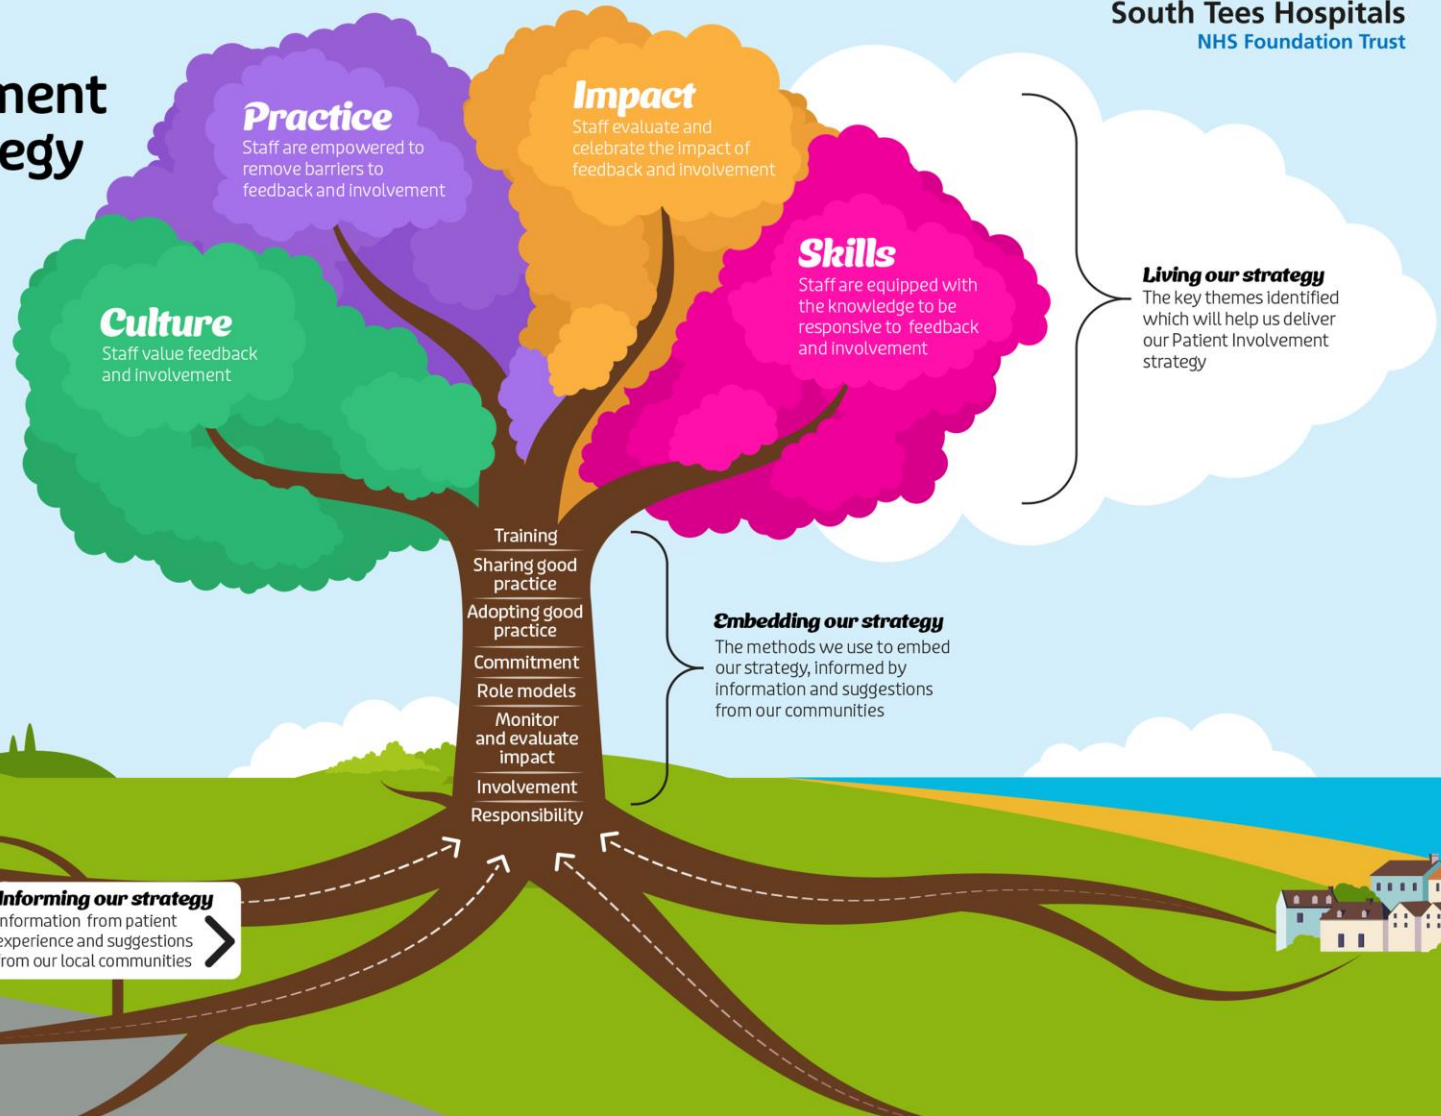 South Tees Hospitals
NHS Foundation Trust
ment
egy
Practice
Staff are empowered to
remove barriers to
feedback and involvement
Impact
Staff evaluate and
celebrate the impact of
feedback and involvement
Culture
Staff value feedback
and involvement
Skills
Staff are equipped with
the knowledge to be
responsive to feedback
and involvement
Living our strategy
The key themes identified
which will help us deliver
our Patient Involvement
strategy
Training
Sharing good
practice
Adopting good
practice
Commitment
Role models
Monitor
and evaluate
impact
Involvement
Responsibility
Embedding our strategy
The methods we use to embed
our strategy, informed by
information and suggestions
from our communities
Informing our strategy
nformation from patient
experience and suggestions
from our local communities